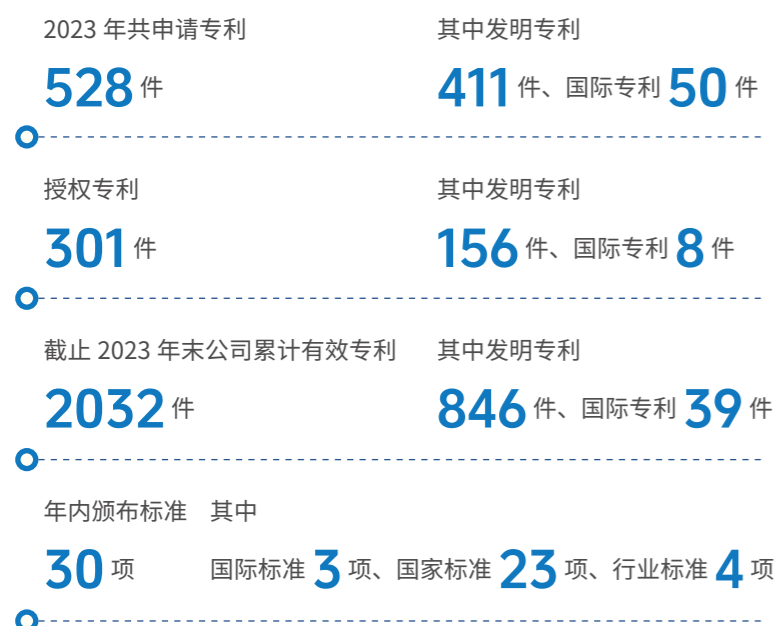 2023 年共申请专利 其中发明专利
528 件 411 件、国际专利 50 件
授权专利 其中发明专利
301 件 156 件、国际专利 8 件
截止 2023 年末公司累计有效专利 其中发明专利
2032 件 846 件、国际专利 39 件
年内颁布标准 其中
30 项 国际标准 3 项、国家标准 23 项、行业标准 4 项